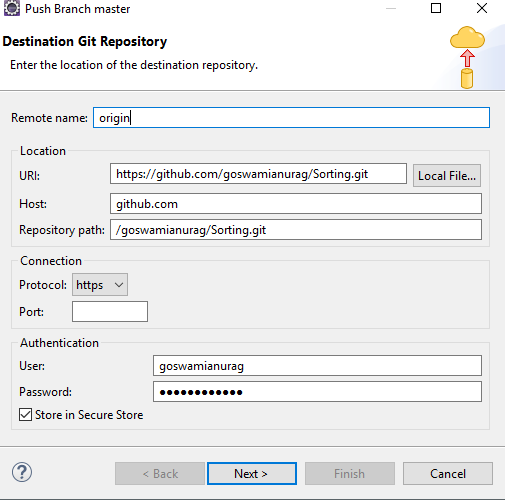 Push Branch master
Destination Git Repository
Enter the location of the destination repository.
Remote name: origin
Location
URI: https://github.com/goswamianurag/Sorting.git Local File...
Host: github.com
Repository path: /goswamianurag/Sorting.git
Connection
Protocol: https
Port:
Authentication
User: goswamianurag
Password: ●●●●●●●●●●●●
Store in Secure Store
? < Back Next > Finish Cancel